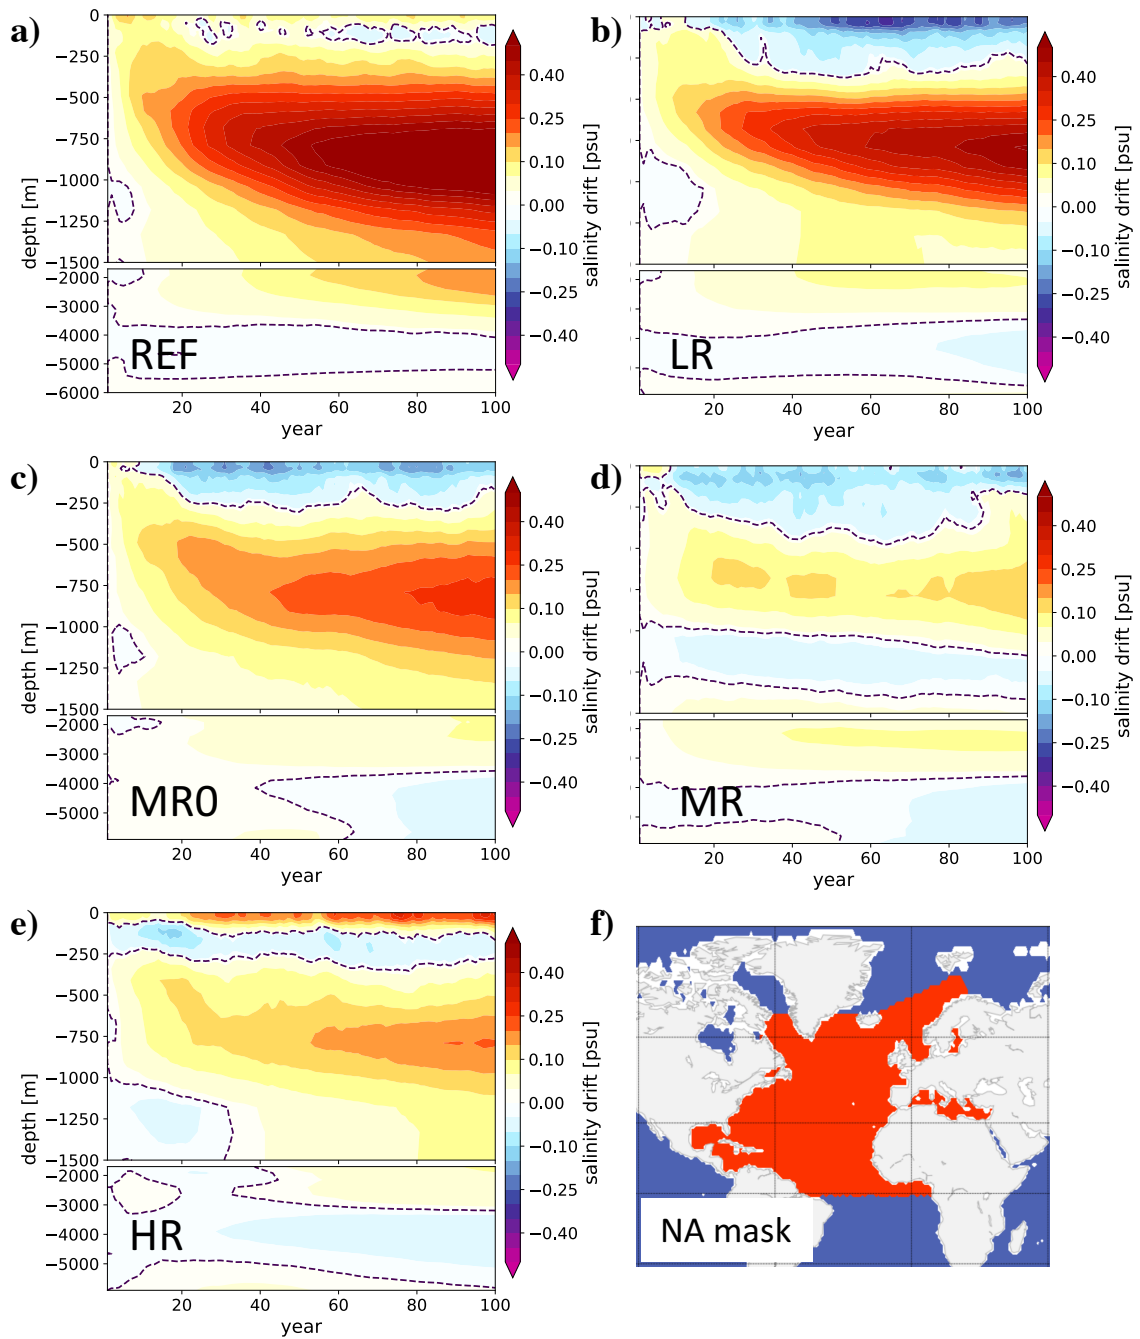 a)
0
−250
−500
−750
−1000
−1250
−1500
−2000
−3000
−4000
−5000
−6000
depth [m]
REF
20 40 60 80 100
year
0.40
0.25
0.10
0.00
−0.10
−0.25
−0.40
salinity drift [psu]
b)
LR
20 40 60 80 100
year
0.40
0.25
0.10
0.00
−0.10
−0.25
−0.40
salinity drift [psu]
c)
0
−250
−500
−750
−1000
−1250
−1500
−2000
−3000
−4000
−5000
depth [m]
MR0
20 40 60 80 100
year
0.40
0.25
0.10
0.00
−0.10
−0.25
−0.40
salinity drift [psu]
d)
MR
20 40 60 80 100
year
0.40
0.25
0.10
0.00
−0.10
−0.25
−0.40
salinity drift [psu]
e)
0
−250
−500
−750
−1000
−1250
−1500
−2000
−3000
−4000
−5000
depth [m]
HR
20 40 60 80 100
year
0.40
0.25
0.10
0.00
−0.10
−0.25
−0.40
salinity drift [psu]
f)
NA mask